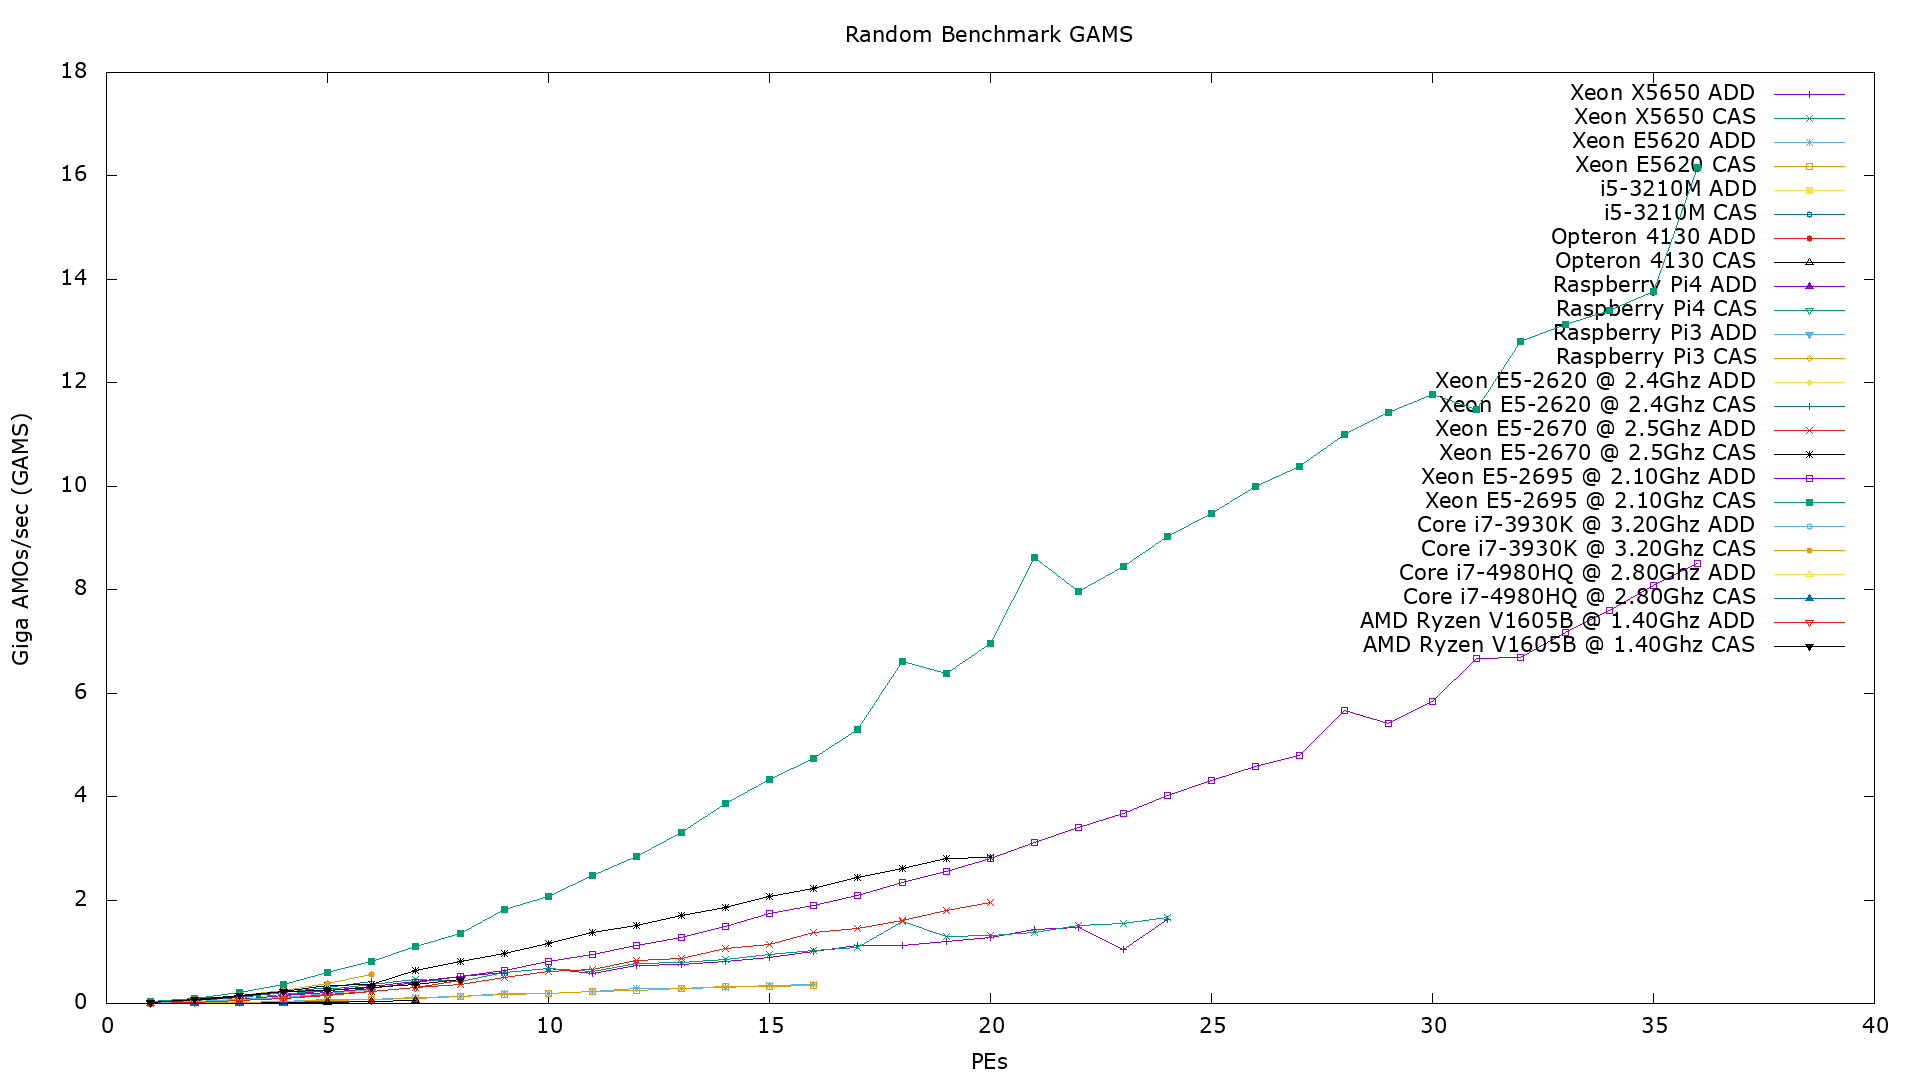 Random Benchmark GAMS
18
16
14
12
10
8
6
4
2
0
Giga AMOs/sec (GAMS)
Xeon X5650 ADD
Xeon X5650 CAS
Xeon E5620 ADD
Xeon E5620 CAS
i5-3210M ADD
i5-3210M CAS
Opteron 4130 ADD
Opteron 4130 CAS
Raspberry Pi4 ADD
Raspberry Pi4 CAS
Raspberry Pi3 ADD
Raspberry Pi3 CAS
Xeon E5-2620 @ 2.4Ghz ADD
Xeon E5-2620 @ 2.4Ghz CAS
Xeon E5-2670 @ 2.5Ghz ADD
Xeon E5-2670 @ 2.5Ghz CAS
Xeon E5-2695 @ 2.10Ghz ADD
Xeon E5-2695 @ 2.10Ghz CAS
Core i7-3930K @ 3.20Ghz ADD
Core i7-3930K @ 3.20Ghz CAS
Core i7-4980HQ @ 2.80Ghz ADD
Core i7-4980HQ @ 2.80Ghz CAS
AMD Ryzen V1605B @ 1.40Ghz ADD
AMD Ryzen V1605B @ 1.40Ghz CAS
0 5 10 15 20 25 30 35 40
PEs